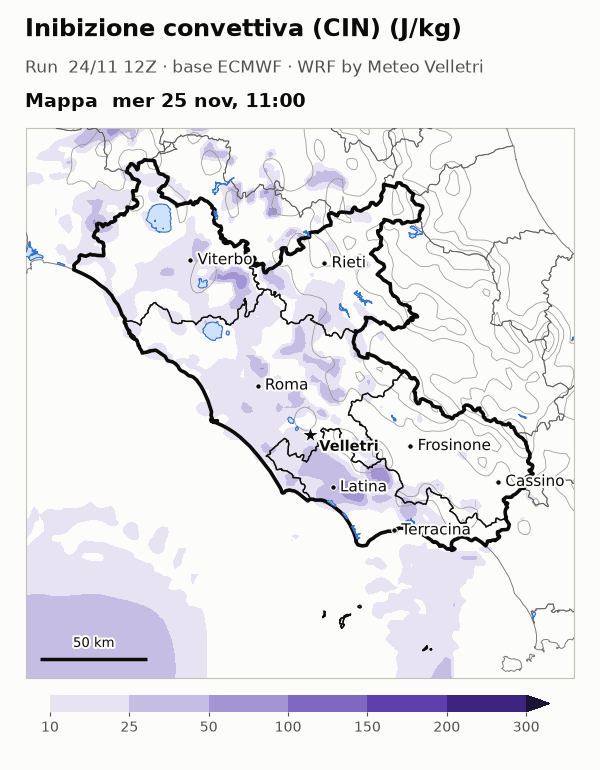 Inibizione convettiva (CIN) (J/kg)
Run  24/11 12Z · base ECMWF · WRF by Meteo Velletri
Mappa  mer 25 nov, 11:00
Viterbo
Rieti
Roma
Velletri
Frosinone
Cassino
Latina
Terracina
50 km
10 25 50 100 150 200 300